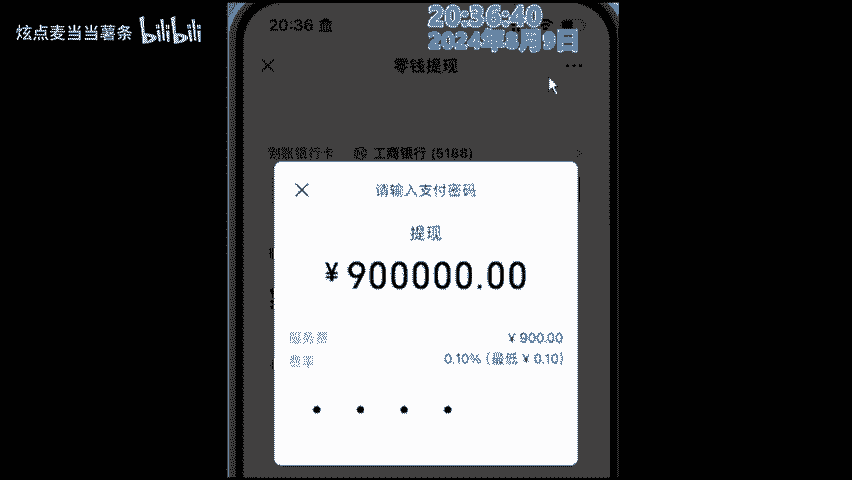 炫点麦当当薯条 bilibili
20:36:40
2024年8月9日
20:36
零钱提现
到账银行卡 工商银行 (5188)
请输入支付密码
提现
¥ 900000.00
服务费 ¥ 900.00
费率 0.10% (最低 ¥ 0.10)